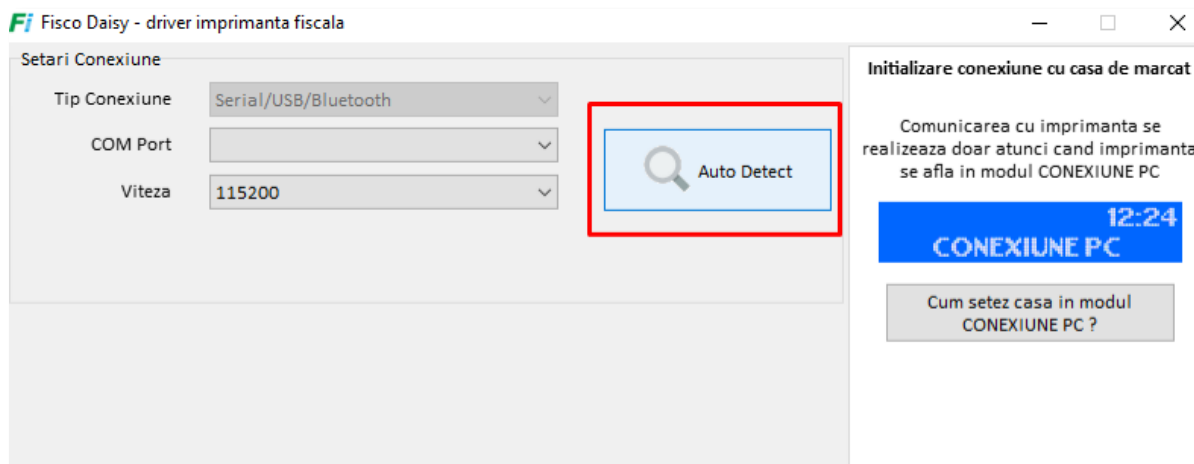 Fi Fisco Daisy - driver imprimanta fiscala
Setari Conexiune
Tip Conexiune Serial/USB/Bluetooth
COM Port
Viteza 115200
Auto Detect
Initializare conexiune cu casa de marcat
Comunicarea cu imprimanta se
realizeaza doar atunci cand imprimanta
se afla in modul CONEXIUNE PC
12:24
CONEXIUNE PC
Cum setez casa in modul
CONEXIUNE PC ?